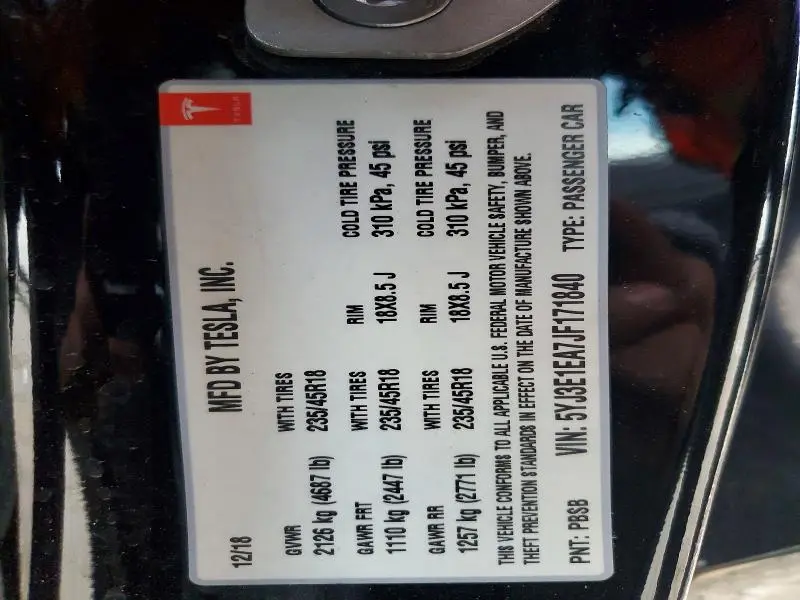 TESLA
MFD BY TESLA, INC.
12/18
GVWR WITH TIRES
2126 kg (4687 lb) 235/45R18
GAWR FRT WITH TIRES RIM COLD TIRE PRESSURE
1110 kg (2447 lb) 235/45R18 18X8.5 J 310 kPa, 45 psi
GAWR RR WITH TIRES RIM COLD TIRE PRESSURE
1257 kg (2771 lb) 235/45R18 18X8.5 J 310 kPa, 45 psi
THIS VEHICLE CONFORMS TO ALL APPLICABLE U.S. FEDERAL MOTOR VEHICLE SAFETY, BUMPER, AND
THEFT PREVENTION STANDARDS IN EFFECT ON THE DATE OF MANUFACTURE SHOWN ABOVE.
PNT: PBSB VIN: 5YJ3E1EA7JF171840 TYPE: PASSENGER CAR